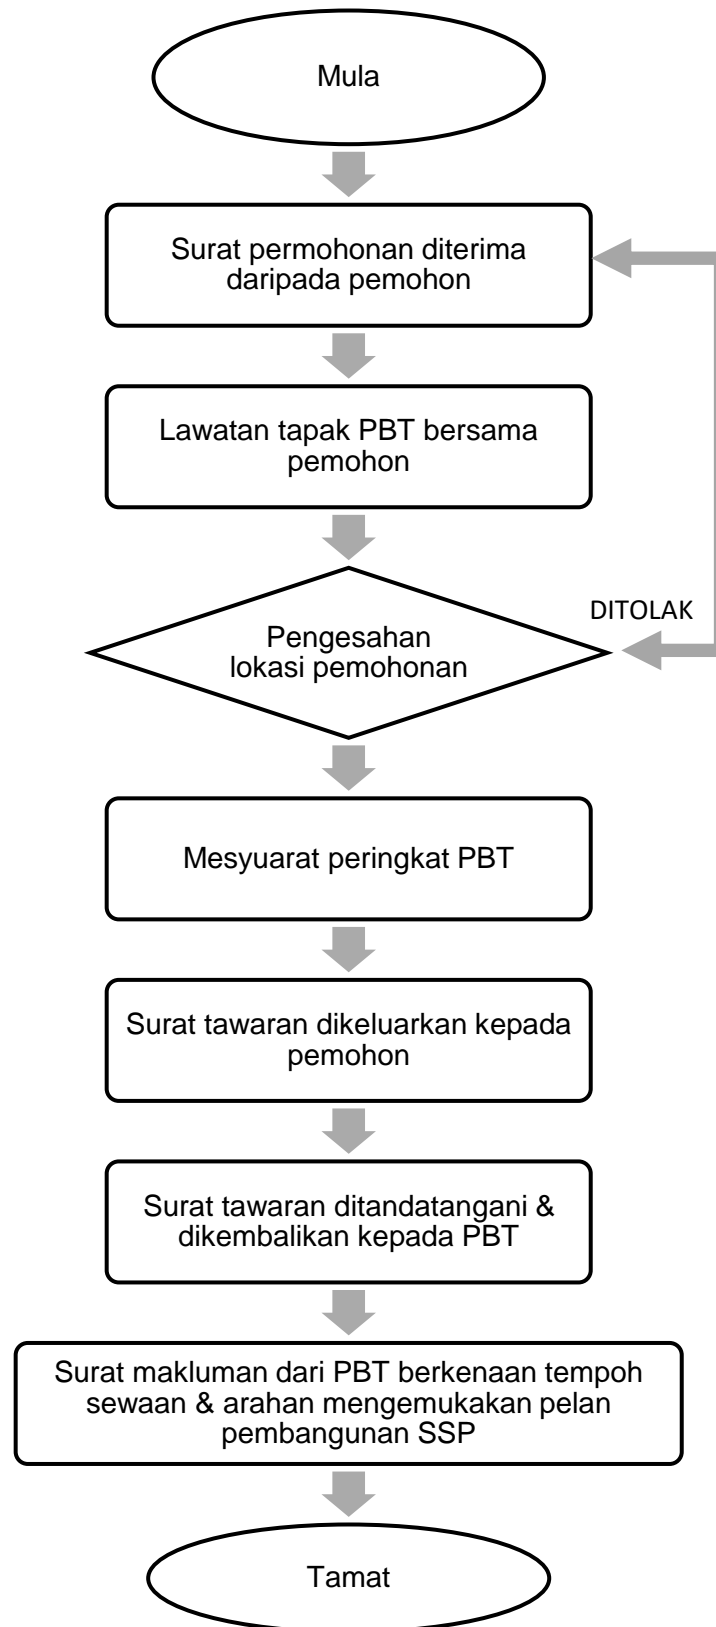 Mula
Surat permohonan diterima
daripada pemohon
Lawatan tapak PBT bersama
pemohon
DITOLAK
Pengesahan
lokasi pemohonan
Mesyuarat peringkat PBT
Surat tawaran dikeluarkan kepada
pemohon
Surat tawaran ditandatangani &
dikembalikan kepada PBT
Surat makluman dari PBT berkenaan tempoh
sewaan & arahan mengemukakan pelan
pembangunan SSP
Tamat